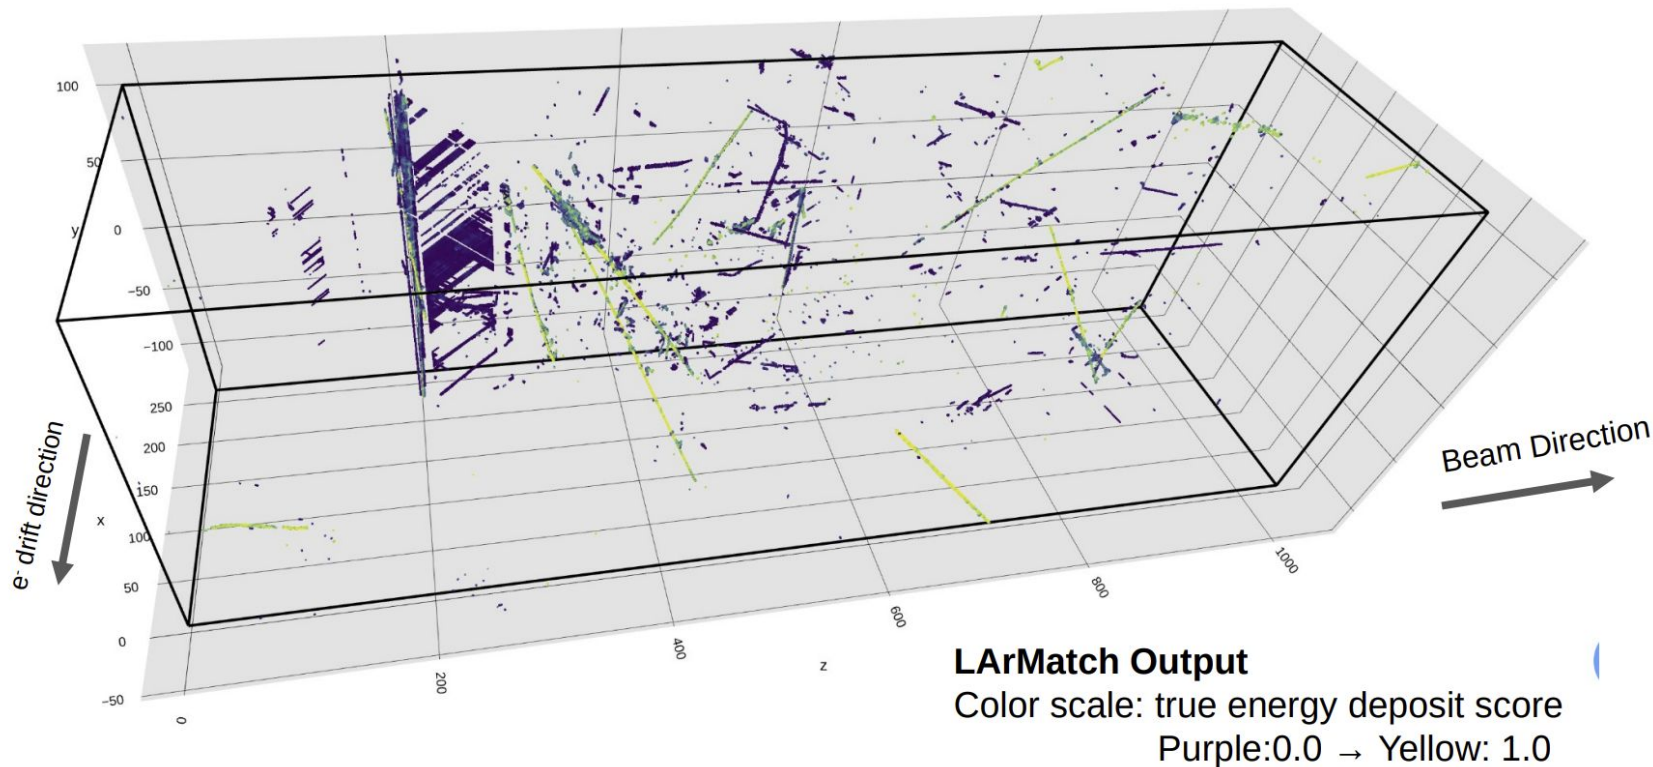 100
50
y
0
−50
−100
250
200
150
x
100
50
0
−50
e⁻ drift direction
0
200
400
z
600
800
1000
Beam Direction
LArMatch Output
Color scale: true energy deposit score
Purple:0.0 → Yellow: 1.0